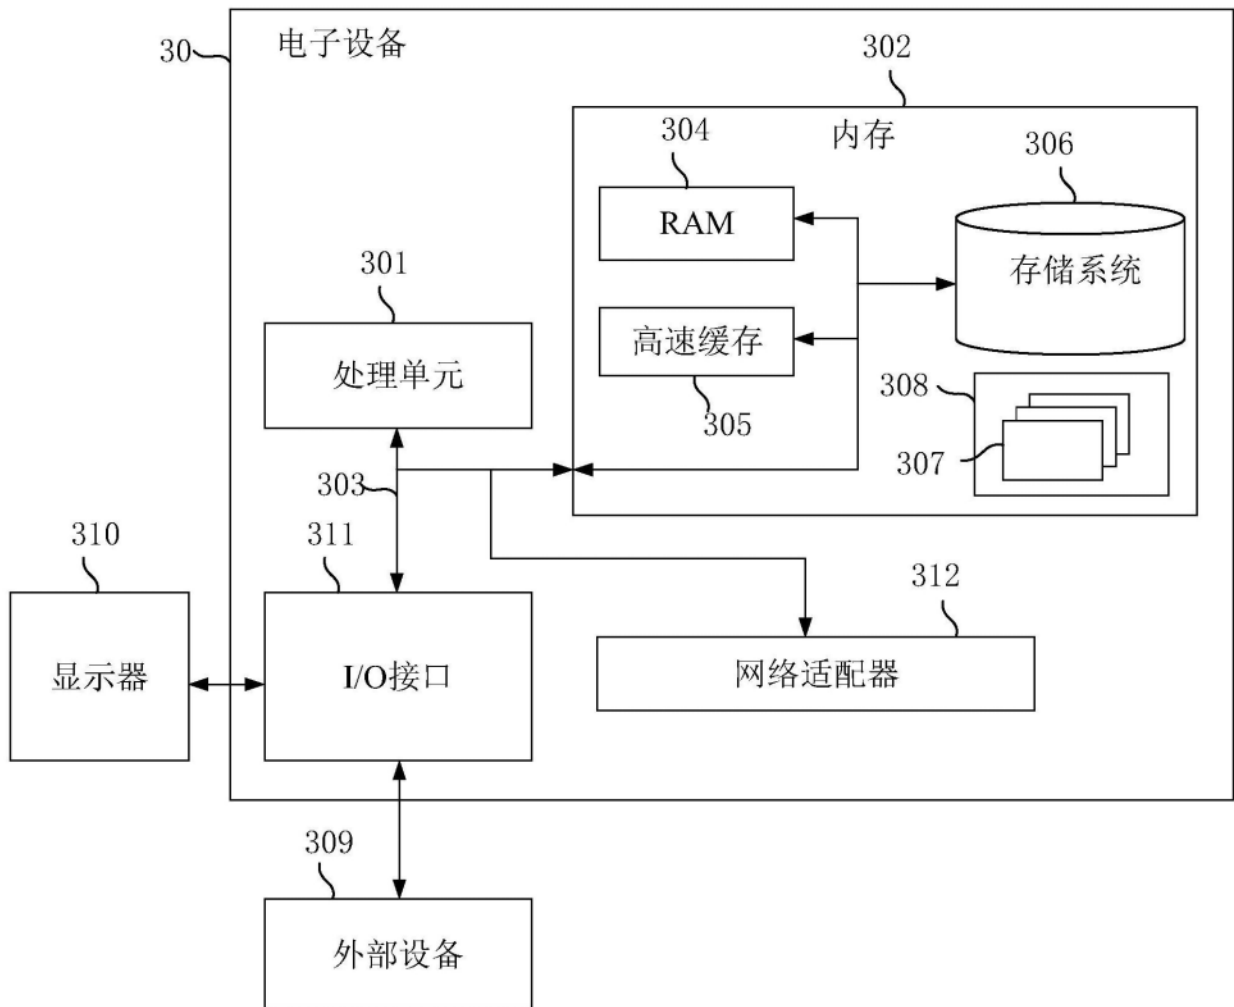 30
电子设备
302
内存
304
RAM
306
存储系统
301
处理单元
高速缓存
305
308
307
303
311
310
312
显示器
I/O接口
网络适配器
309
外部设备